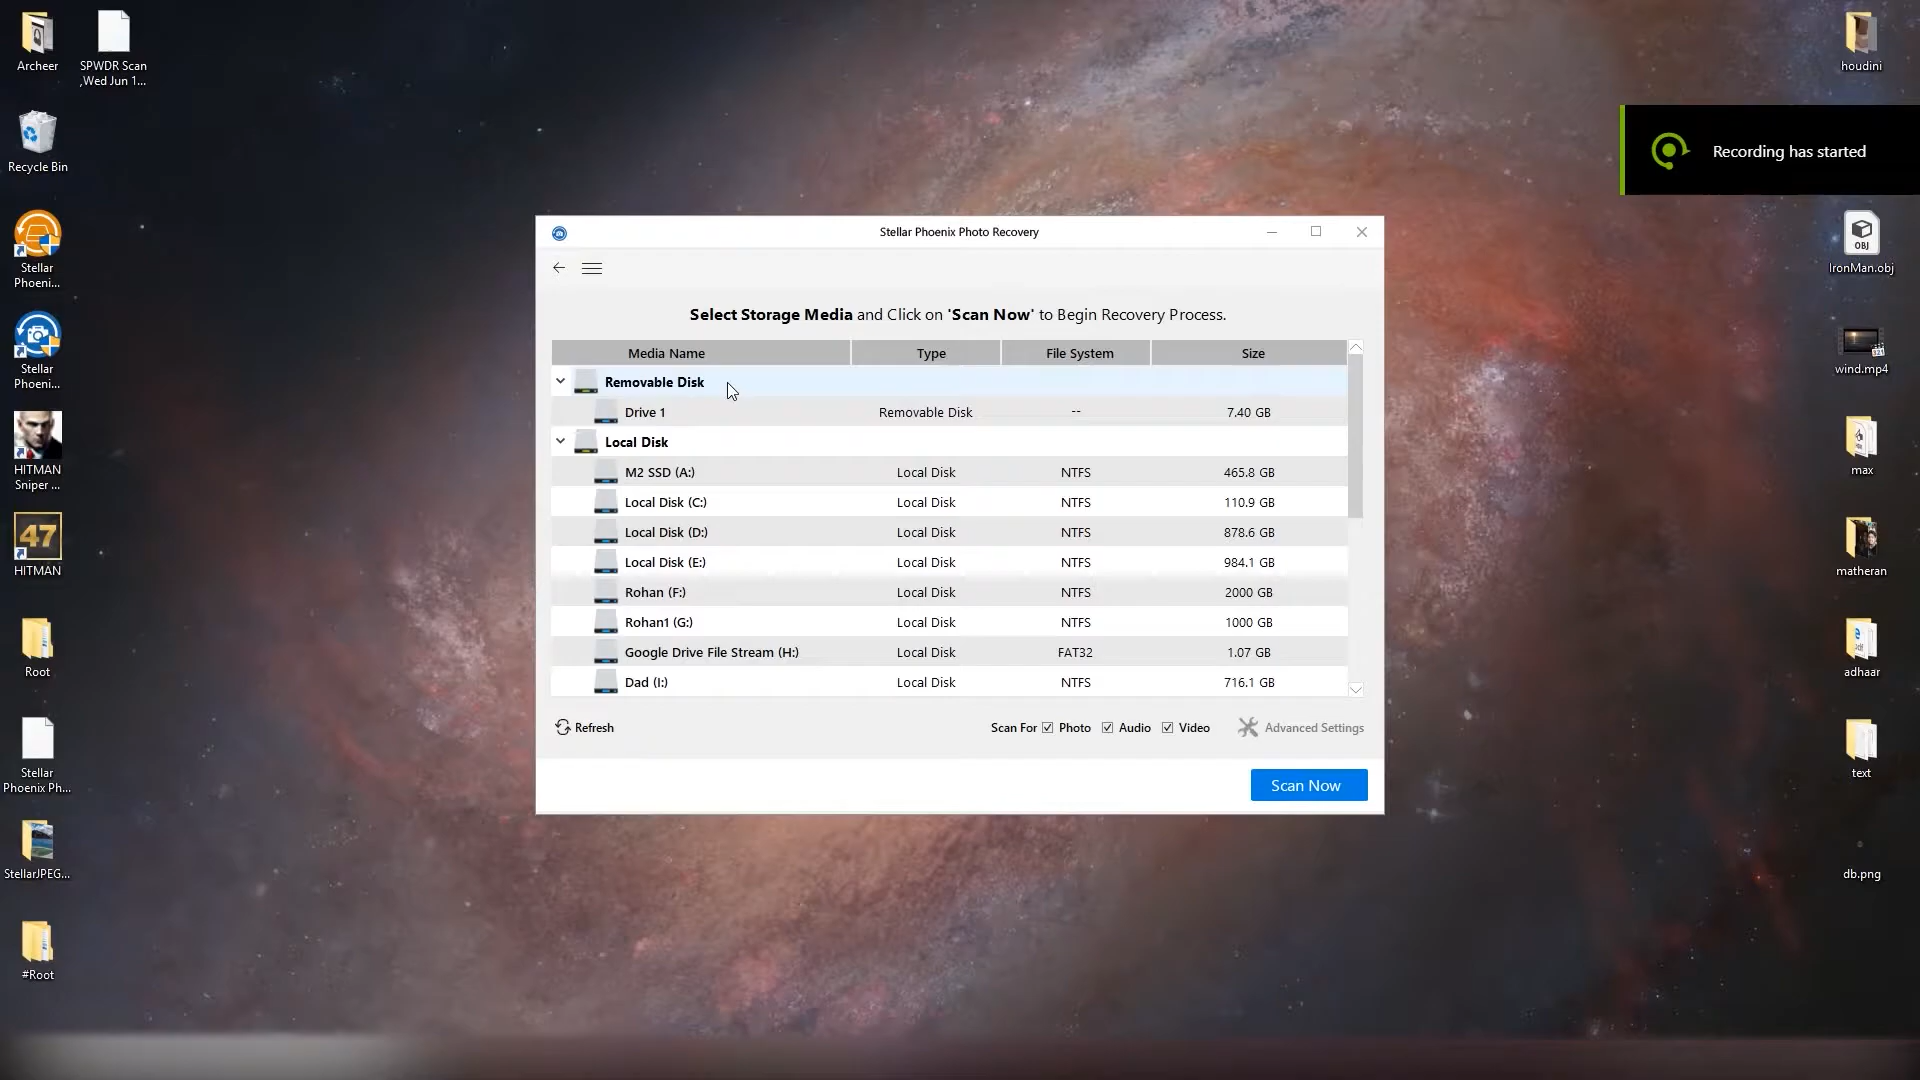 Archeer
SPWDR Scan
,Wed Jun 1...
Recycle Bin
Stellar
Phoeni...
Stellar
Phoeni...
HITMAN
Sniper ...
47
HITMAN
Root
Stellar
Phoenix Ph...
StellarJPEG...
#Root
Stellar Phoenix Photo Recovery
Select Storage Media and Click on 'Scan Now' to Begin Recovery Process.
Media Name Type File System Size
Removable Disk
Drive 1 Removable Disk -- 7.40 GB
Local Disk
M2 SSD (A:) Local Disk NTFS 465.8 GB
Local Disk (C:) Local Disk NTFS 110.9 GB
Local Disk (D:) Local Disk NTFS 878.6 GB
Local Disk (E:) Local Disk NTFS 984.1 GB
Rohan (F:) Local Disk NTFS 2000 GB
Rohan1 (G:) Local Disk NTFS 1000 GB
Google Drive File Stream (H:) Local Disk FAT32 1.07 GB
Dad (I:) Local Disk NTFS 716.1 GB
Refresh Scan For Photo Audio Video Advanced Settings
Scan Now
houdini
Recording has started
OBJ
IronMan.obj
321
wind.mp4
max
matheran
adhaar
text
db.png